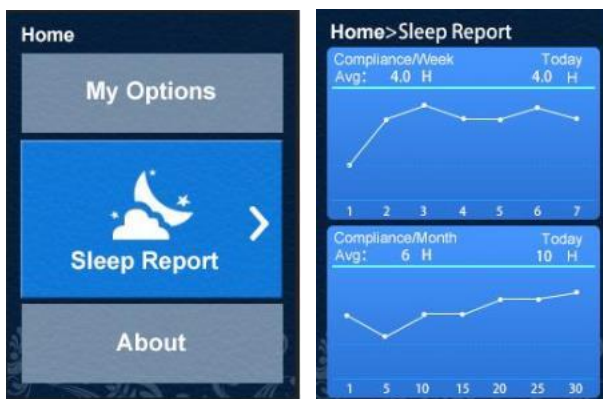 Home
My Options
Sleep Report
About
Home>Sleep Report
Compliance/Week Today
Avg: 4.0 H 4.0 H
1 2 3 4 5 6 7
Compliance/Month Today
Avg: 6 H 10 H
1 5 10 15 20 25 30